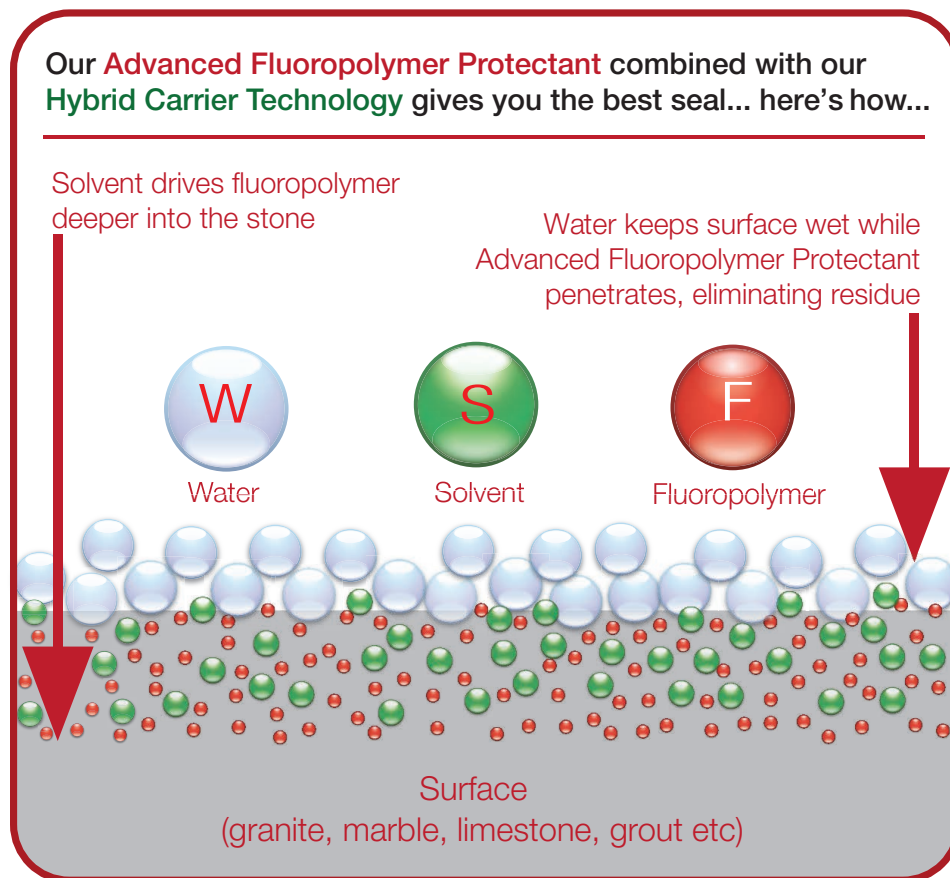 Our Advanced Fluoropolymer Protectant combined with our
Hybrid Carrier Technology gives you the best seal... here's how...
Solvent drives fluoropolymer
deeper into the stone
Water keeps surface wet while
Advanced Fluoropolymer Protectant
penetrates, eliminating residue
W
S
F
Water
Solvent
Fluoropolymer
Surface
(granite, marble, limestone, grout etc)